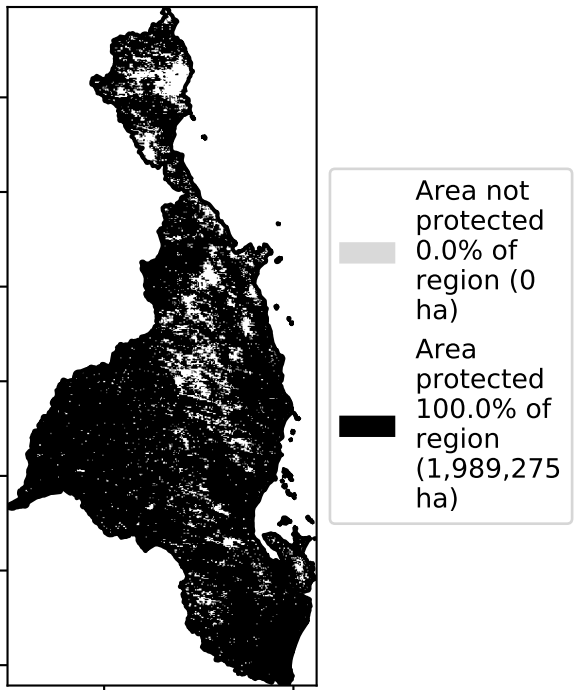 Area not
protected
0.0% of
region (0
ha)
Area
protected
100.0% of
region
(1,989,275
ha)